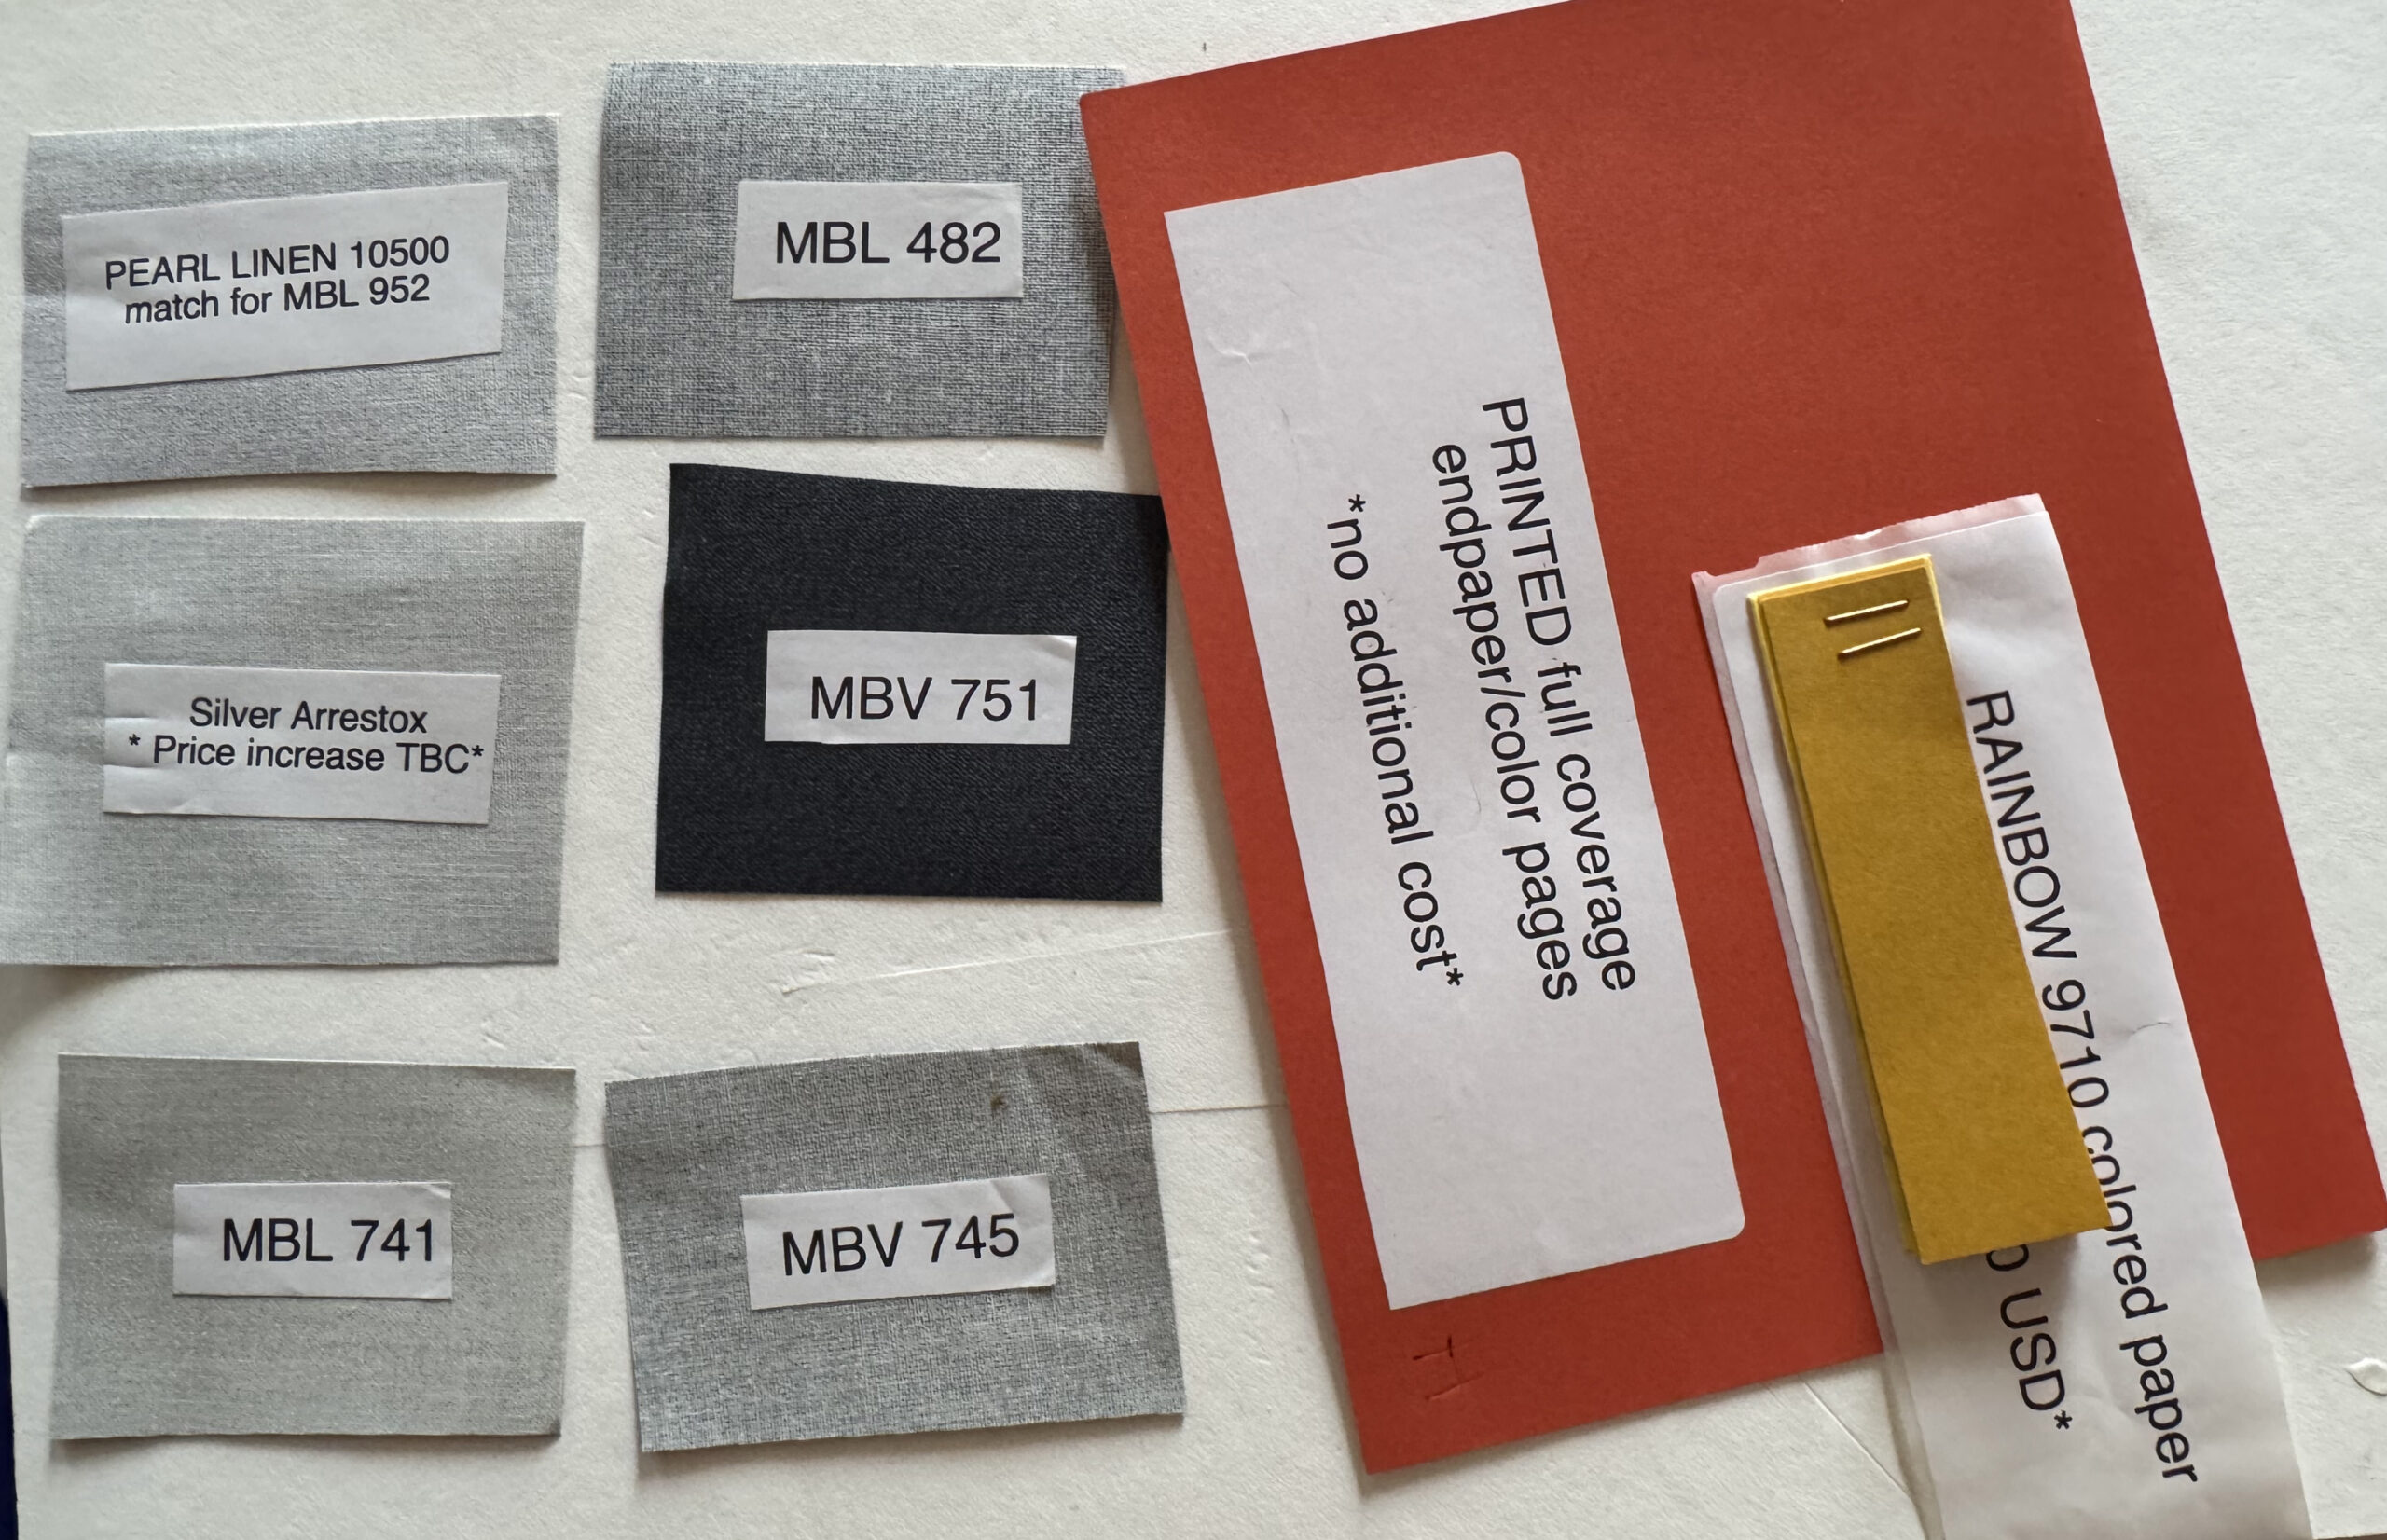 PEARL LINEN 10500
match for MBL 952
MBL 482
Silver Arrestox
* Price increase TBC*
MBV 751
MBL 741
MBV 745
PRINTED full coverage
endpaper/color pages
*no additional cost*
RAINBOW 9710 colored paper
USD*